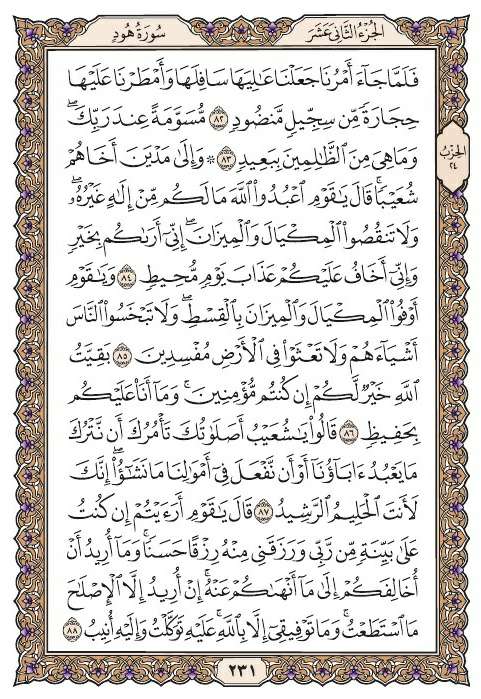 الجزء الثاني عشر
سورة هود
فَلَمَّا جَآءَ أَمْرُنَا جَعَلْنَا عَٰلِيَهَا سَافِلَهَا وَأَمْطَرْنَا عَلَيْهَا
حِجَارَةً مِّن سِجِّيلٍ مَّنضُودٍ ٨٢ مُّسَوَّمَةً عِندَ رَبِّكَۖ
وَمَا هِيَ مِنَ ٱلظَّٰلِمِينَ بِبَعِيدٍ ٨٣ ۞ وَإِلَىٰ مَدْيَنَ أَخَاهُمْ
شُعَيْبًاۚ قَالَ يَٰقَوْمِ ٱعْبُدُوا۟ ٱللَّهَ مَا لَكُم مِّنْ إِلَٰهٍ غَيْرُهُۥۖ
وَلَا تَنقُصُوا۟ ٱلْمِكْيَالَ وَٱلْمِيزَانَۖ إِنِّيٓ أَرَىٰكُم بِخَيْرٍ
وَإِنِّيٓ أَخَافُ عَلَيْكُمْ عَذَابَ يَوْمٍ مُّحِيطٍ ٨٤ وَيَٰقَوْمِ
أَوْفُوا۟ ٱلْمِكْيَالَ وَٱلْمِيزَانَ بِٱلْقِسْطِۖ وَلَا تَبْخَسُوا۟ ٱلنَّاسَ
أَشْيَآءَهُمْ وَلَا تَعْثَوْا۟ فِي ٱلْأَرْضِ مُفْسِدِينَ ٨٥ بَقِيَّتُ
ٱللَّهِ خَيْرٌ لَّكُمْ إِن كُنتُم مُّؤْمِنِينَۚ وَمَآ أَنَا۠ عَلَيْكُم
بِحَفِيظٍ ٨٦ قَالُوا۟ يَٰشُعَيْبُ أَصَلَوٰتُكَ تَأْمُرُكَ أَن نَّتْرُكَ
مَا يَعْبُدُ ءَابَآؤُنَآ أَوْ أَن نَّفْعَلَ فِيٓ أَمْوَٰلِنَا مَا نَشَٰٓؤُا۟ۖ إِنَّكَ
لَأَنتَ ٱلْحَلِيمُ ٱلرَّشِيدُ ٨٧ قَالَ يَٰقَوْمِ أَرَءَيْتُمْ إِن كُنتُ
عَلَىٰ بَيِّنَةٍ مِّن رَّبِّي وَرَزَقَنِي مِنْهُ رِزْقًا حَسَنًاۚ وَمَآ أُرِيدُ أَنْ
أُخَالِفَكُمْ إِلَىٰ مَآ أَنْهَىٰكُمْ عَنْهُۚ إِنْ أُرِيدُ إِلَّا ٱلْإِصْلَٰحَ
مَا ٱسْتَطَعْتُۚ وَمَا تَوْفِيقِيٓ إِلَّا بِٱللَّهِۚ عَلَيْهِ تَوَكَّلْتُ وَإِلَيْهِ أُنِيبُ ٨٨
الحزب
٢٤
٢٣١